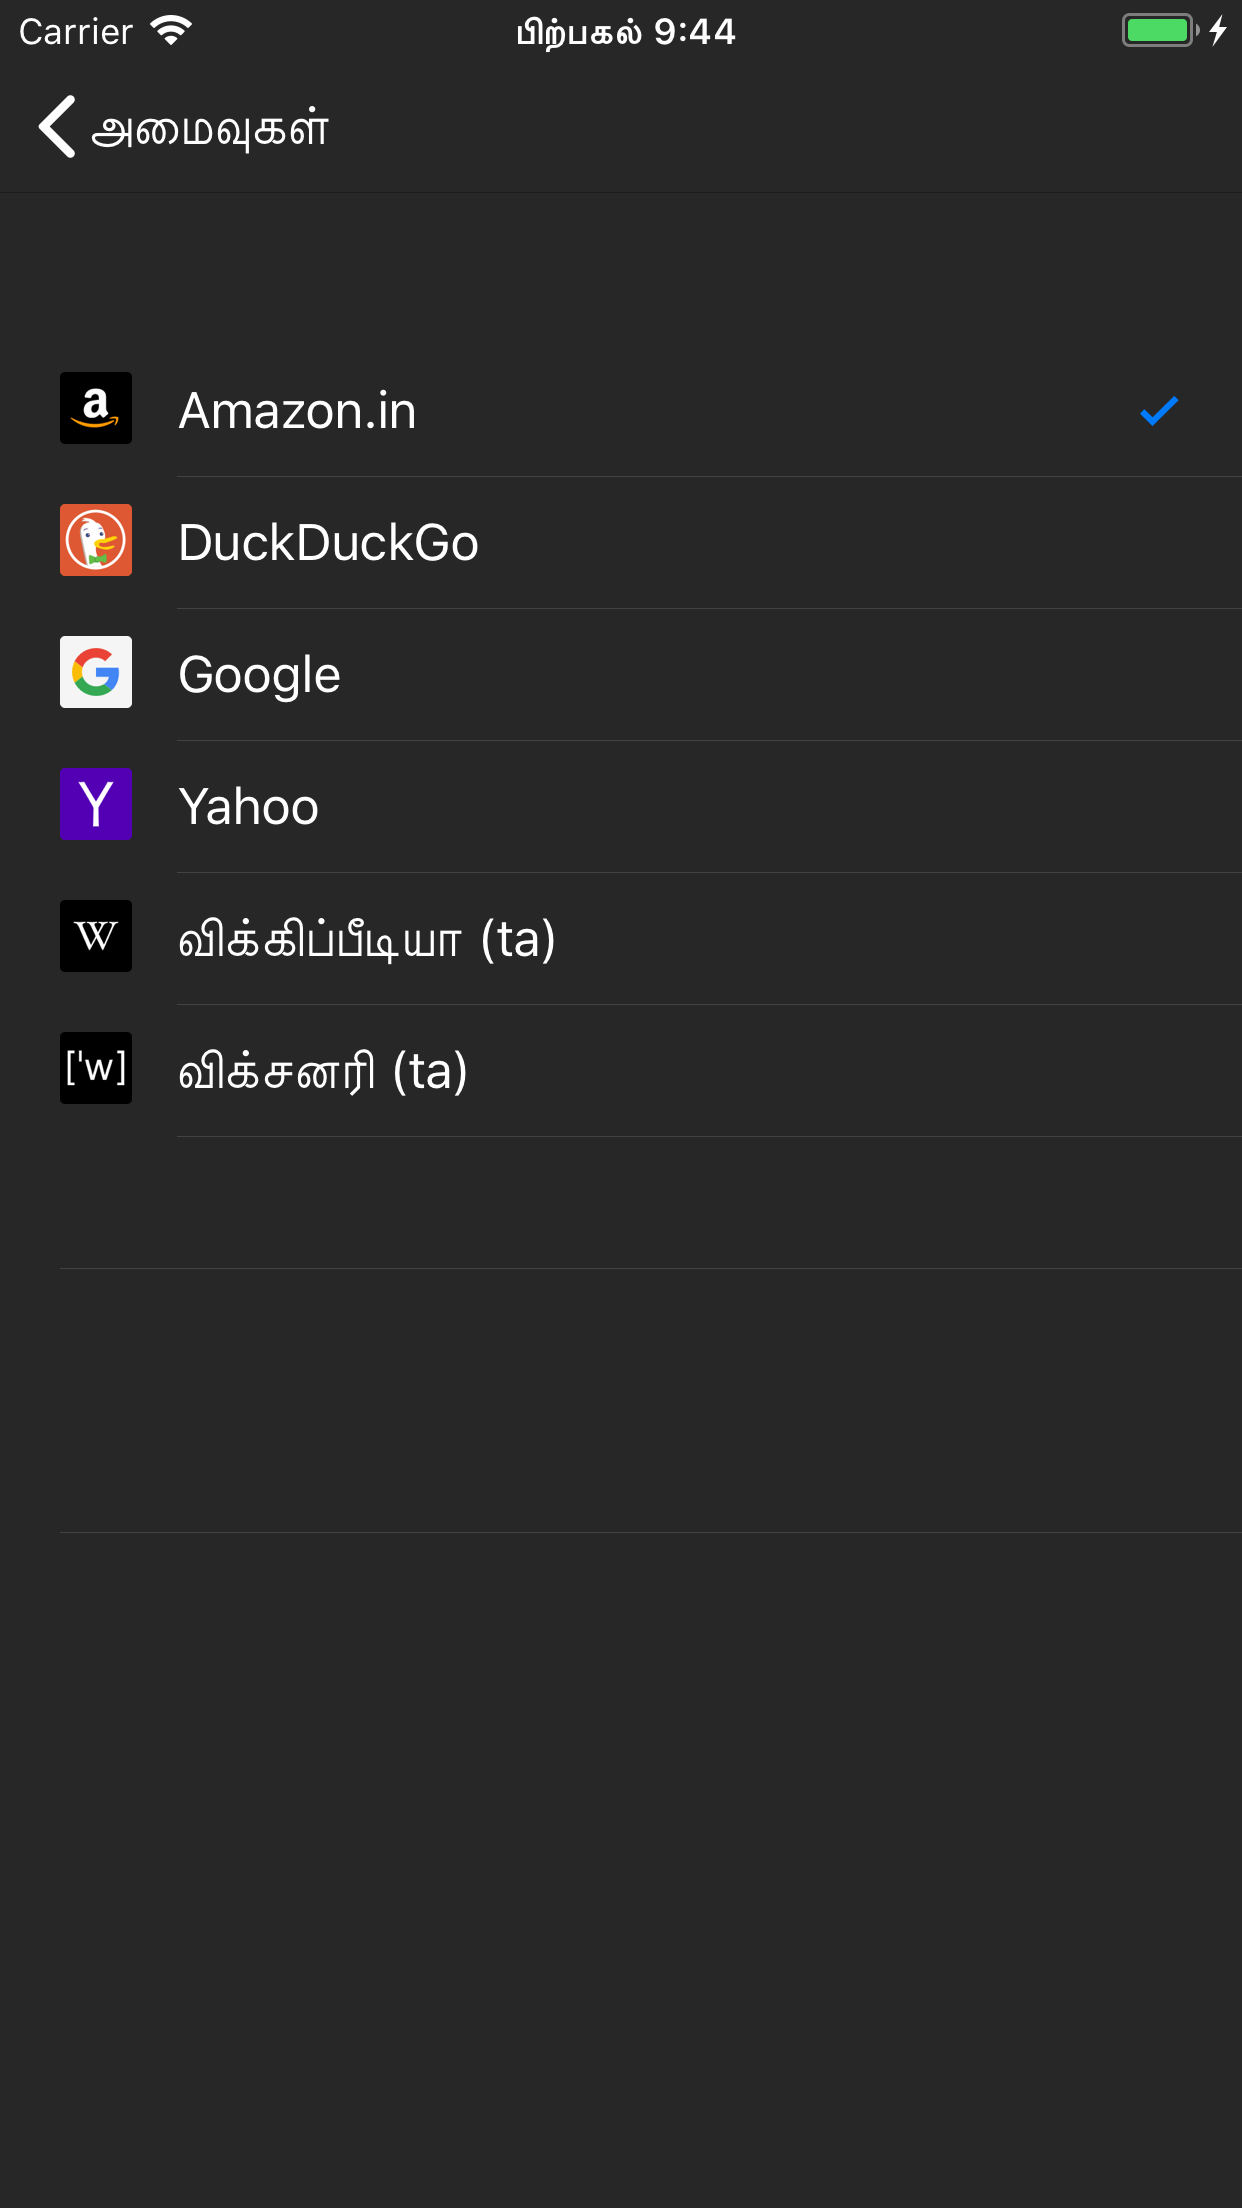 Carrier பிற்பகல் 9:44
அமைவுகள்
Amazon.in
DuckDuckGo
Google
Yahoo
விக்கிப்பீடியா (ta)
விக்சனரி (ta)